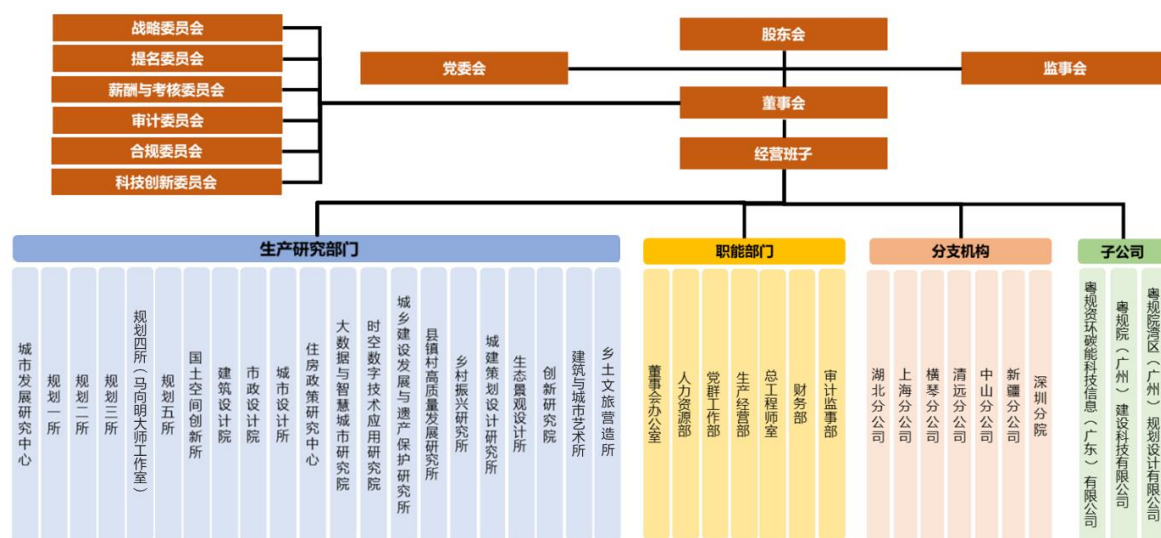 战略委员会
提名委员会
薪酬与考核委员会
审计委员会
合规委员会
科技创新委员会
股东会
党委会
监事会
董事会
经营班子
生产研究部门
城市发展研究中心
规划一所
规划二所
规划三所
规划四所（马向明大师工作室）
规划五所
国土空间创新所
建筑设计院
市政设计院
城市设计所
住房政策研究中心
大数据与智慧城市研究院
时空数字技术应用研究院
城乡建设发展与遗产保护研究所
县镇村高质量发展研究所
乡村振兴研究所
城建策划设计研究所
生态景观设计所
创新研究院
建筑与城市艺术所
乡土文旅营造所
职能部门
董事会办公室
人力资源部
党群工作部
生产经营部
总工程师室
财务部
审计监事部
分支机构
湖北分公司
上海分公司
横琴分公司
清远分公司
中山分公司
新疆分公司
深圳分院
子公司
粤规资环碳能科技信息（广东）有限公司
粤规院（广州）建设科技有限公司
粤规院湾区（广州）规划设计有限公司